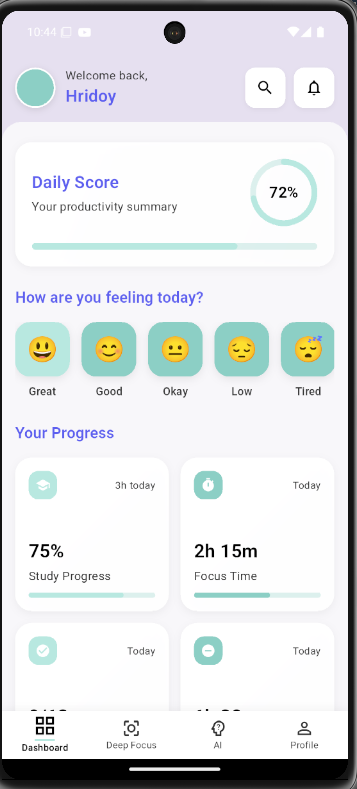 10:44
Welcome back,
Hridoy
Daily Score
Your productivity summary
72%
How are you feeling today?
Great Good Okay Low Tired
Your Progress
3h today
75%
Study Progress
Today
2h 15m
Focus Time
Today
Today
Dashboard Deep Focus AI Profile